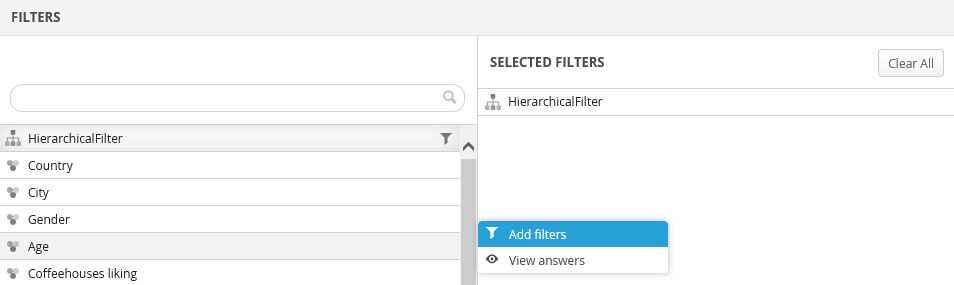 FILTERS
SELECTED FILTERS
Clear All
HierarchicalFilter
HierarchicalFilter
Country
City
Gender
Age
Coffeehouses liking
Add filters
View answers